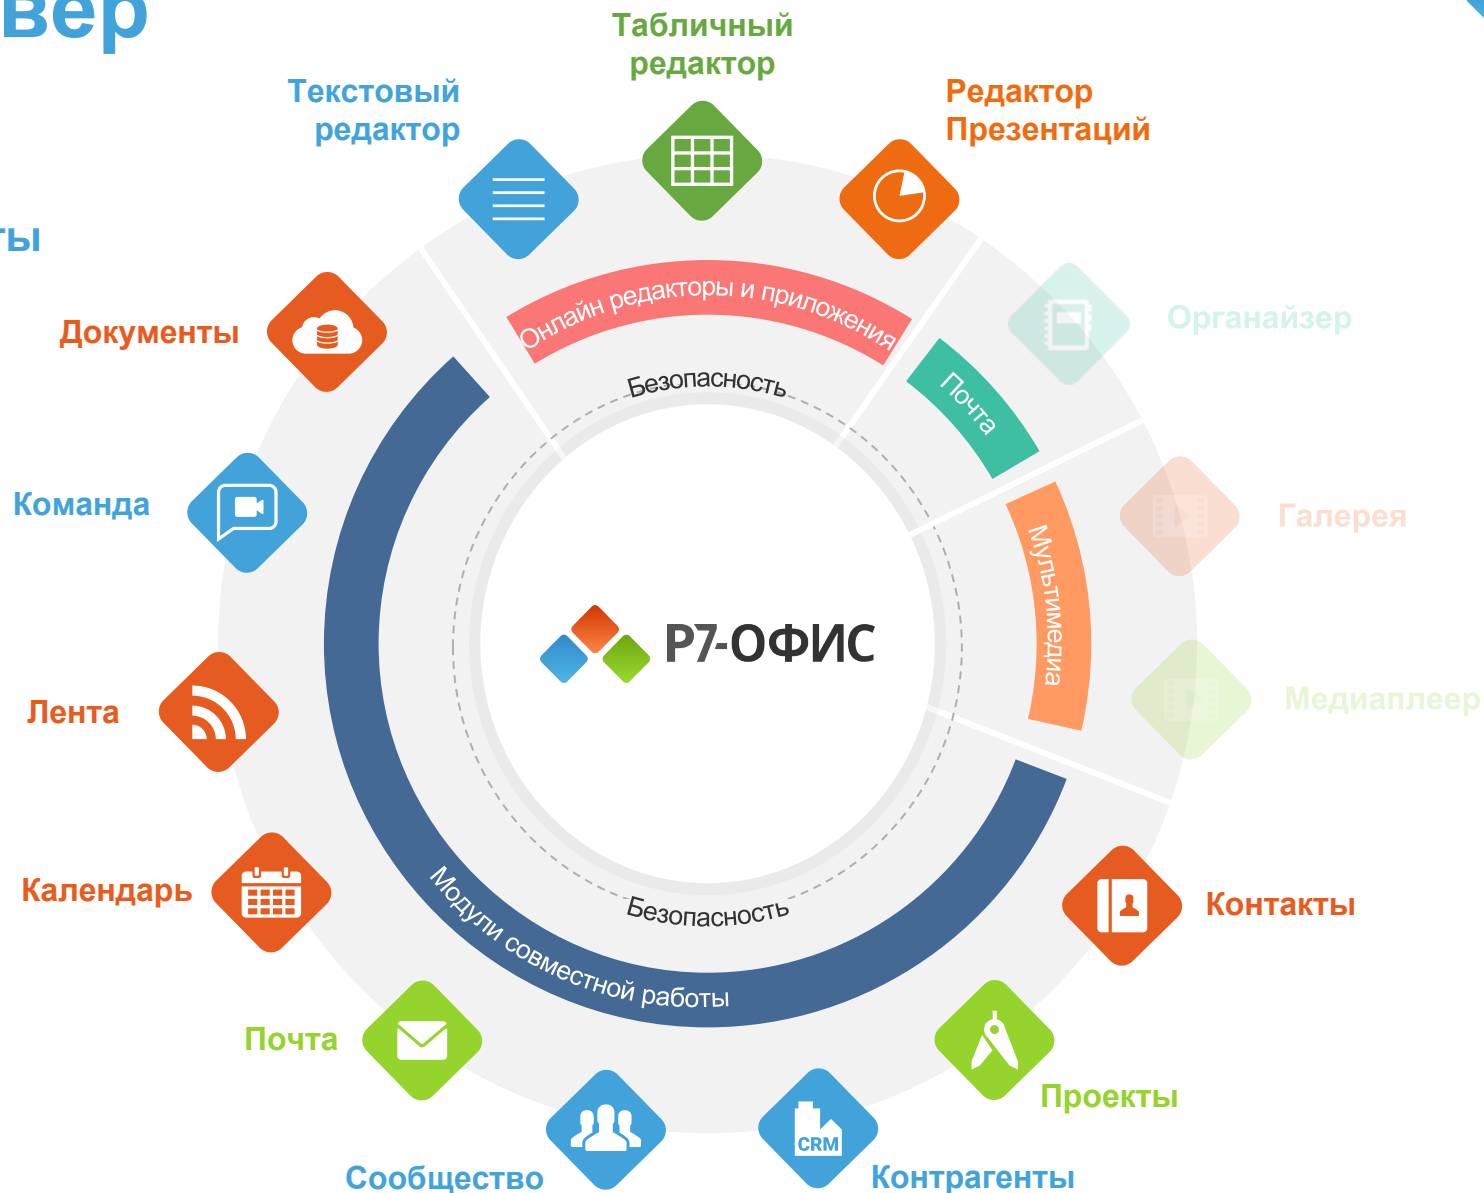 вер
ты
Табличный
редактор
Текстовый
редактор
Редактор
Презентаций
Органайзер
Документы
Онлайн редакторы и приложения
Почта
Безопасность
Команда
Галерея
Мультимедиа
Р7-ОФИС
Лента
Медиаплеер
Календарь
Безопасность
Модули совместной работы
Контакты
Почта
Проекты
CRM
Сообщество
Контрагенты